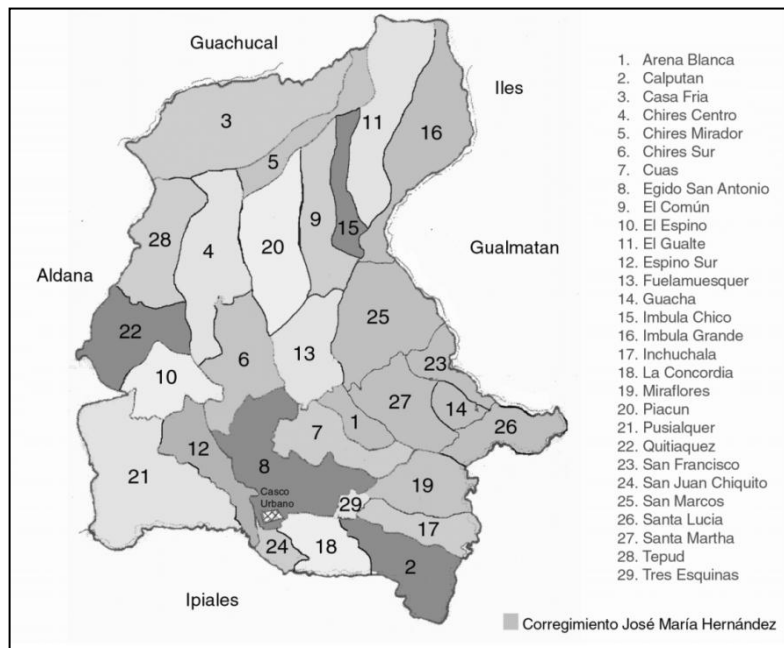 Guachucal
Iles
3
11
16
5
28
4
20
9
15
Gualmatan
Aldana
22
25
6
13
10
23
27
14
26
7
1
12
8
21
19
Casco
Urbano
29
17
24
18
2
Ipiales
1. Arena Blanca
2. Calputan
3. Casa Fria
4. Chires Centro
5. Chires Mirador
6. Chires Sur
7. Cuas
8. Egido San Antonio
9. El Común
10. El Espino
11. El Gualte
12. Espino Sur
13. Fuelamuesquer
14. Guacha
15. Imbula Chico
16. Imbula Grande
17. Inchuchala
18. La Concordia
19. Miraflores
20. Piacun
21. Pusialquer
22. Quitiaquez
23. San Francisco
24. San Juan Chiquito
25. San Marcos
26. Santa Lucia
27. Santa Martha
28. Tepud
29. Tres Esquinas
Corregimiento José María Hernández